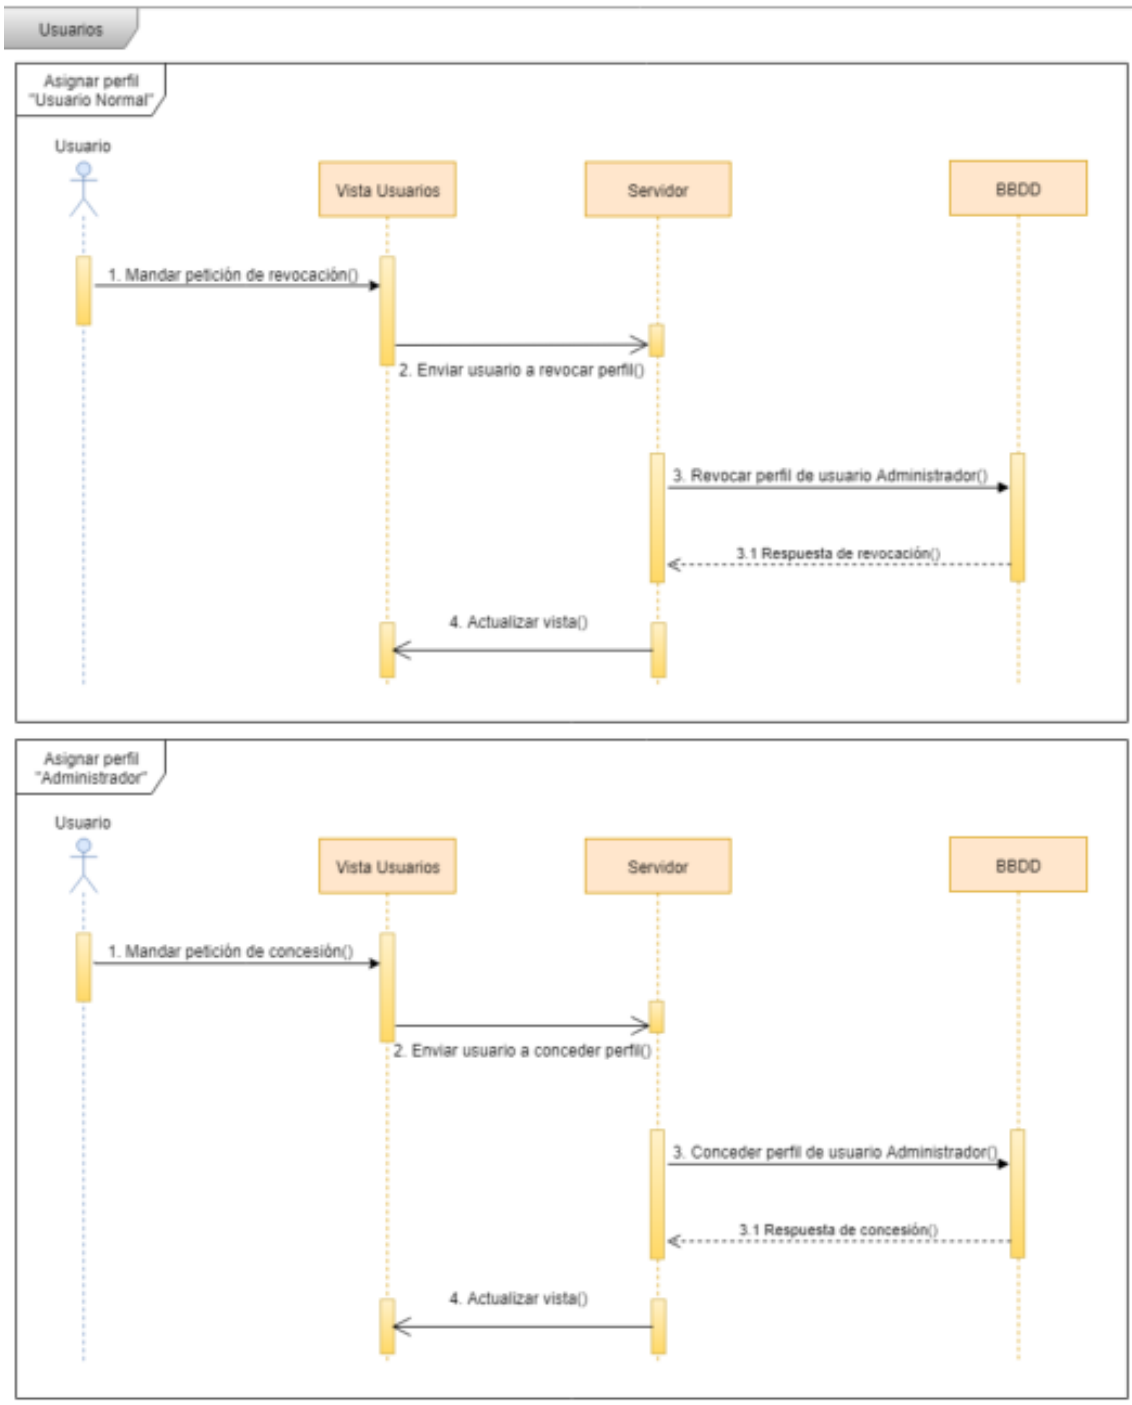 Usuarios
Asignar perfil
"Usuario Normal"
Usuario
Vista Usuarios
Servidor
BBDD
1. Mandar petición de revocación()
2. Enviar usuario a revocar perfil()
3. Revocar perfil de usuario Administrador()
3.1 Respuesta de revocación()
4. Actualizar vista()
Asignar perfil
"Administrador"
Usuario
Vista Usuarios
Servidor
BBDD
1. Mandar petición de concesión()
2. Enviar usuario a conceder perfil()
3. Conceder perfil de usuario Administrador()
3.1 Respuesta de concesión()
4. Actualizar vista()